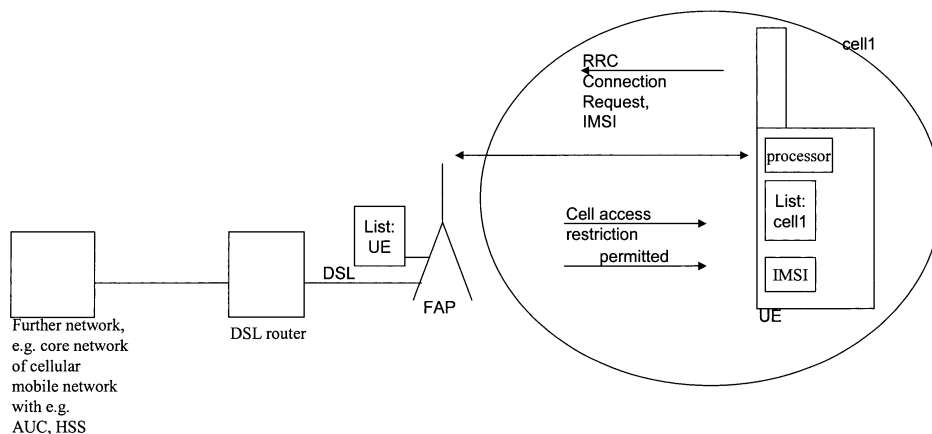 cell1
RRC
Connection
Request,
IMSI
processor
List:
cell1
List:
UE
Cell access
restriction
permitted
IMSI
DSL
FAP
UE
Further network,
e.g. core network
of cellular
mobile network
with e.g.
AUC, HSS
DSL router